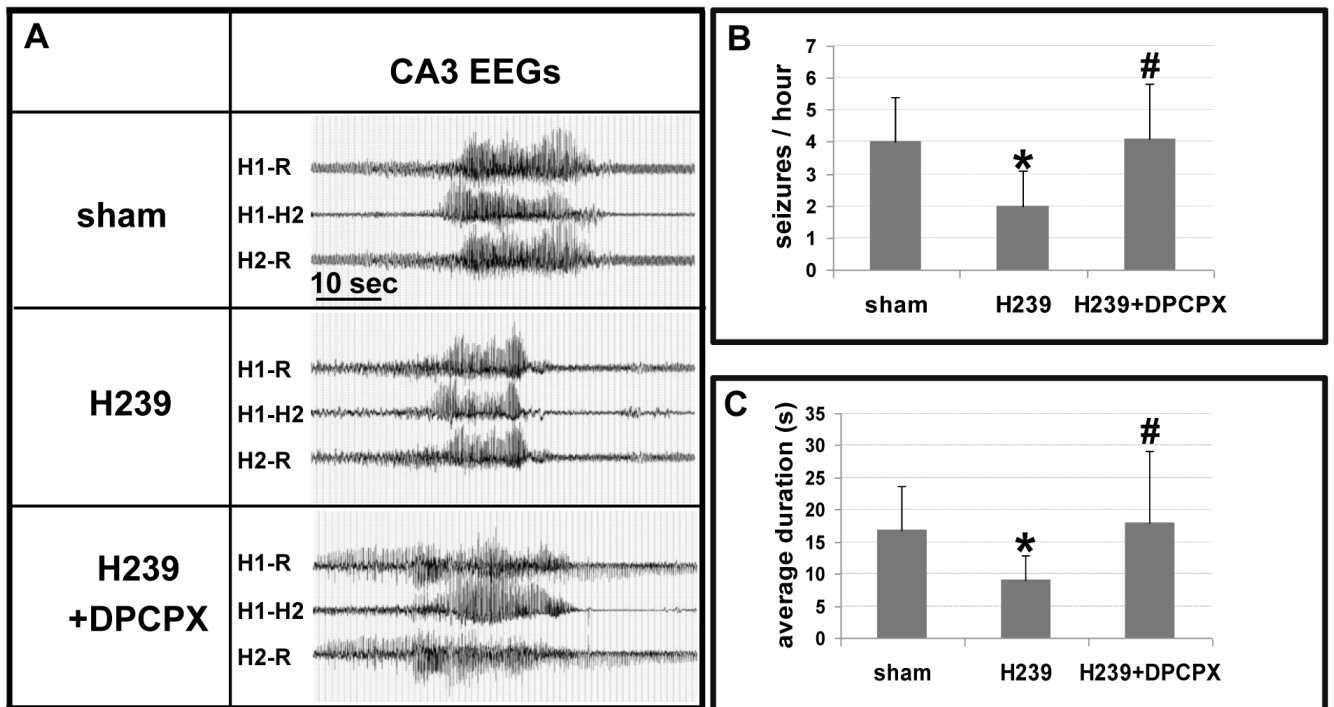 A
CA3 EEGs
sham
H1-R
H1-H2
H2-R
10 sec
H239
H1-R
H1-H2
H2-R
H239
+DPCPX
H1-R
H1-H2
H2-R
B
seizures / hour
7
6
5
4
3
2
1
0
*
#
sham H239 H239+DPCPX
C
average duration (s)
35
30
25
20
15
10
5
0
*
#
sham H239 H239+DPCPX